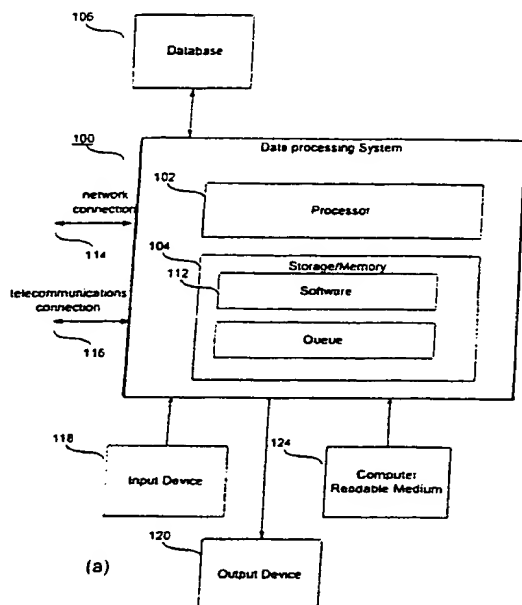 106
Database
100
Data processing System
network
connection
102
Processor
114
104
Storage/Memory
112
Software
telecommunications
connection
Queue
116
118
Input Device
124
Computer
Readable Medium
120
(a)
Output Device